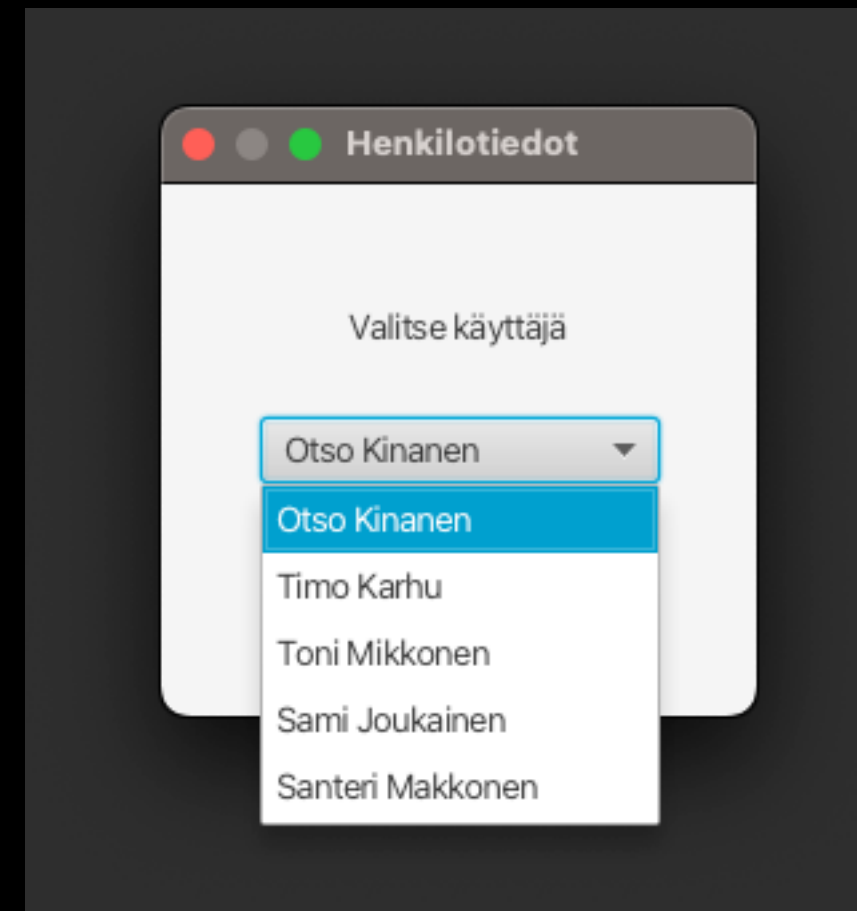 Henkilotiedot
Valitse käyttäjä
Otso Kinanen
Otso Kinanen
Timo Karhu
Toni Mikkonen
Sami Joukainen
Santeri Makkonen